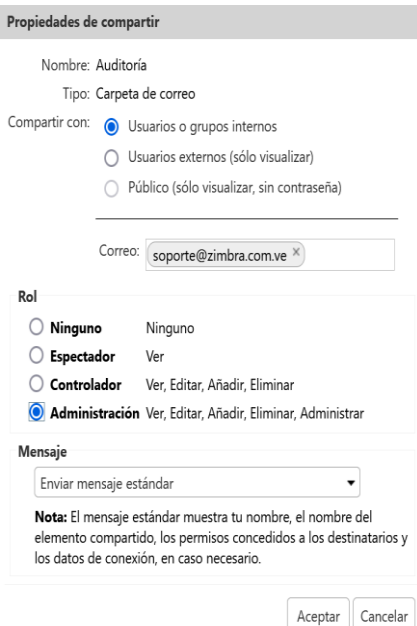 Propiedades de compartir
Nombre: Auditoría
Tipo: Carpeta de correo
Compartir con: Usuarios o grupos internos
Usuarios externos (sólo visualizar)
Público (sólo visualizar, sin contraseña)
Correo: soporte@zimbra.com.ve ×
Rol
Ninguno Ninguno
Espectador Ver
Controlador Ver, Editar, Añadir, Eliminar
Administración Ver, Editar, Añadir, Eliminar, Administrar
Mensaje
Enviar mensaje estándar
Nota: El mensaje estándar muestra tu nombre, el nombre del
elemento compartido, los permisos concedidos a los destinatarios y
los datos de conexión, en caso necesario.
Aceptar Cancelar